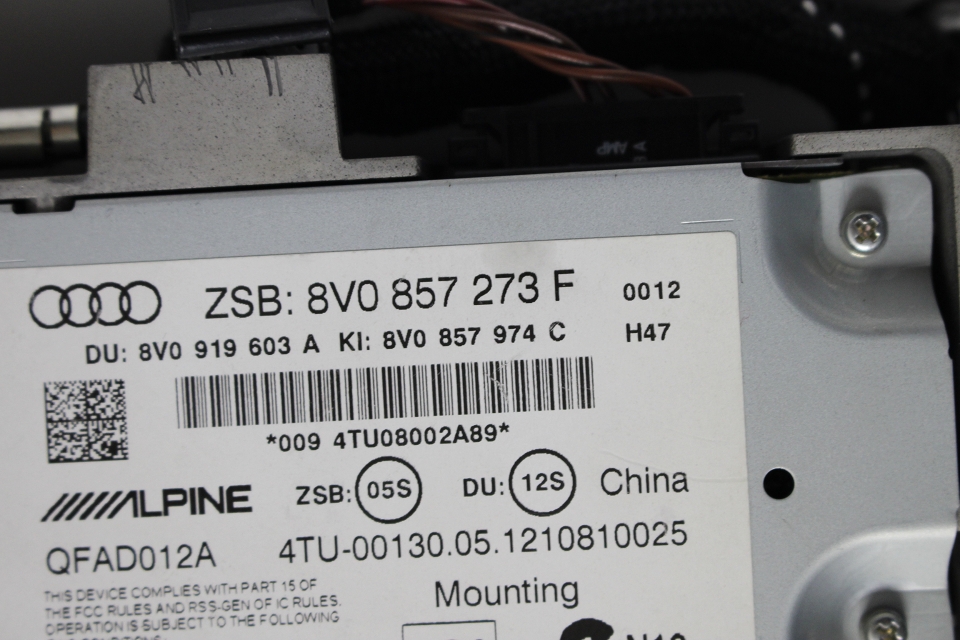 AMP
ZSB: 8V0 857 273 F
0012
DU: 8V0 919 603 A KI: 8V0 857 974 C
H47
*009 4TU08002A89*
ALPINE
ZSB: 05S
DU: 12S
China
QFAD012A
4TU-00130.05.1210810025
THIS DEVICE COMPLIES WITH PART 15 OF
THE FCC RULES AND RSS-GEN OF IC RULES.
OPERATION IS SUBJECT TO THE FOLLOWING
Mounting